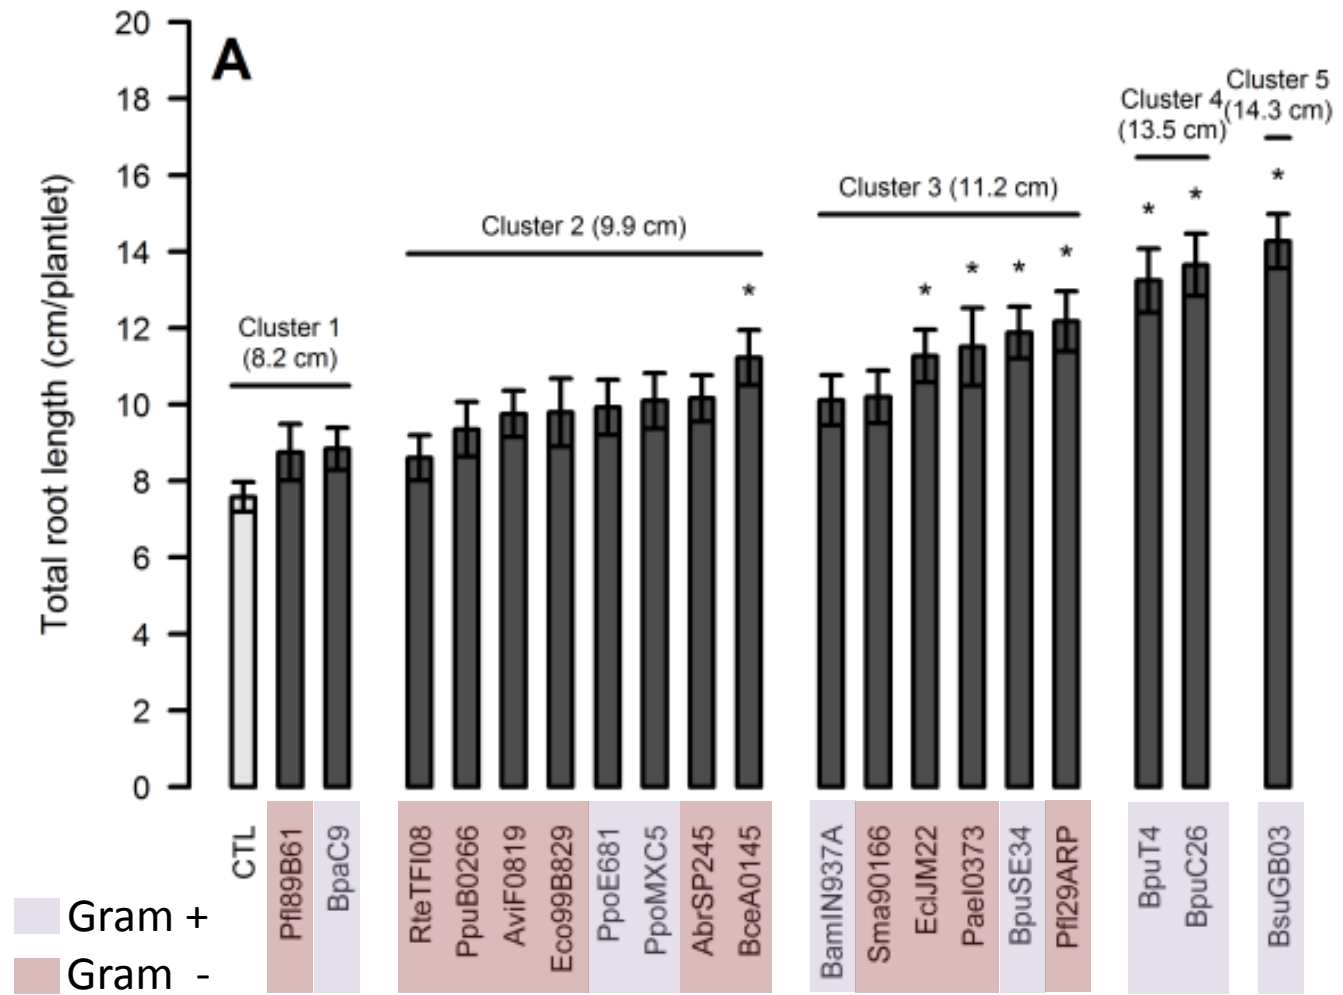 A
Total root length (cm/plantlet)
20
18
16
14
12
10
8
6
4
2
0
Cluster 1
(8.2 cm)
Cluster 2 (9.9 cm)
Cluster 3 (11.2 cm)
Cluster 4
(13.5 cm)
Cluster 5
(14.3 cm)
*
*
*
*
*
*
*
*
CTL
Pfl89B61
BpaC9
RteTFI08
PpuB0266
AviF0819
Eco99B829
PpoE681
PpoMXC5
AbrSP245
BceA0145
BamIN937A
Sma90166
EclJM22
Pael0373
BpuSE34
Pfl29ARP
BpuT4
BpuC26
BsuGB03
Gram +
Gram -